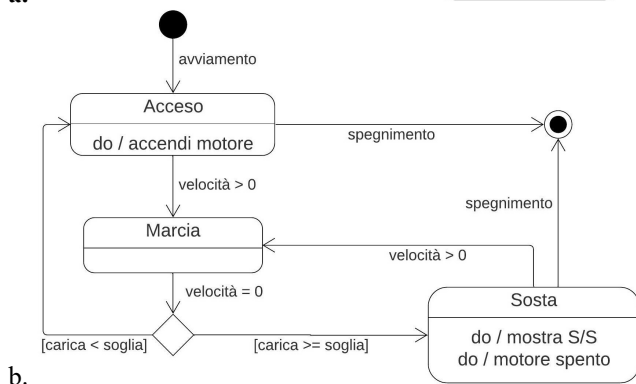 a.
avviamento
Acceso
do / accendi motore
spegnimento
velocità > 0
spegnimento
Marcia
velocità > 0
velocità = 0
Sosta
[carica < soglia]
[carica >= soglia]
do / mostra S/S
do / motore spento
b.